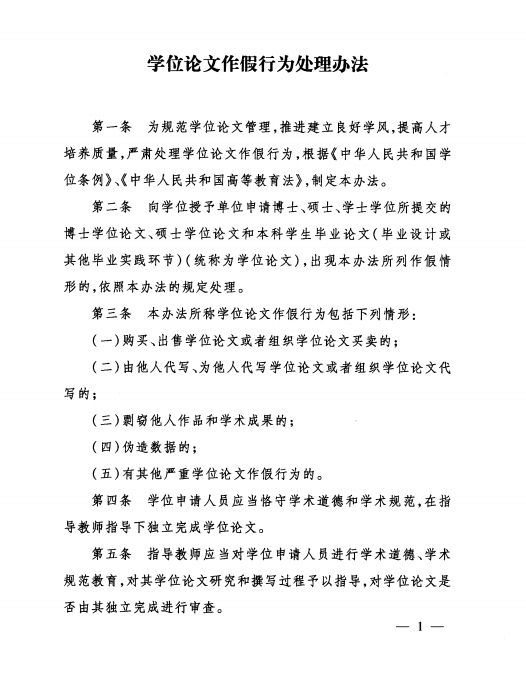 学位论文作假行为处理办法
第一条　为规范学位论文管理,推进建立良好学风,提高人才
培养质量,严肃处理学位论文作假行为,根据《中华人民共和国学
位条例》、《中华人民共和国高等教育法》,制定本办法。
第二条　向学位授予单位申请博士、硕士、学士学位所提交的
博士学位论文、硕士学位论文和本科学生毕业论文(毕业设计或
其他毕业实践环节)(统称为学位论文),出现本办法所列作假情
形的,依照本办法的规定处理。
第三条　本办法所称学位论文作假行为包括下列情形:
(一)购买、出售学位论文或者组织学位论文买卖的;
(二)由他人代写、为他人代写学位论文或者组织学位论文代
写的;
(三)剽窃他人作品和学术成果的;
(四)伪造数据的;
(五)有其他严重学位论文作假行为的。
第四条　学位申请人员应当恪守学术道德和学术规范,在指
导教师指导下独立完成学位论文。
第五条　指导教师应当对学位申请人员进行学术道德、学术
规范教育,对其学位论文研究和撰写过程予以指导,对学位论文是
否由其独立完成进行审查。
— 1 —